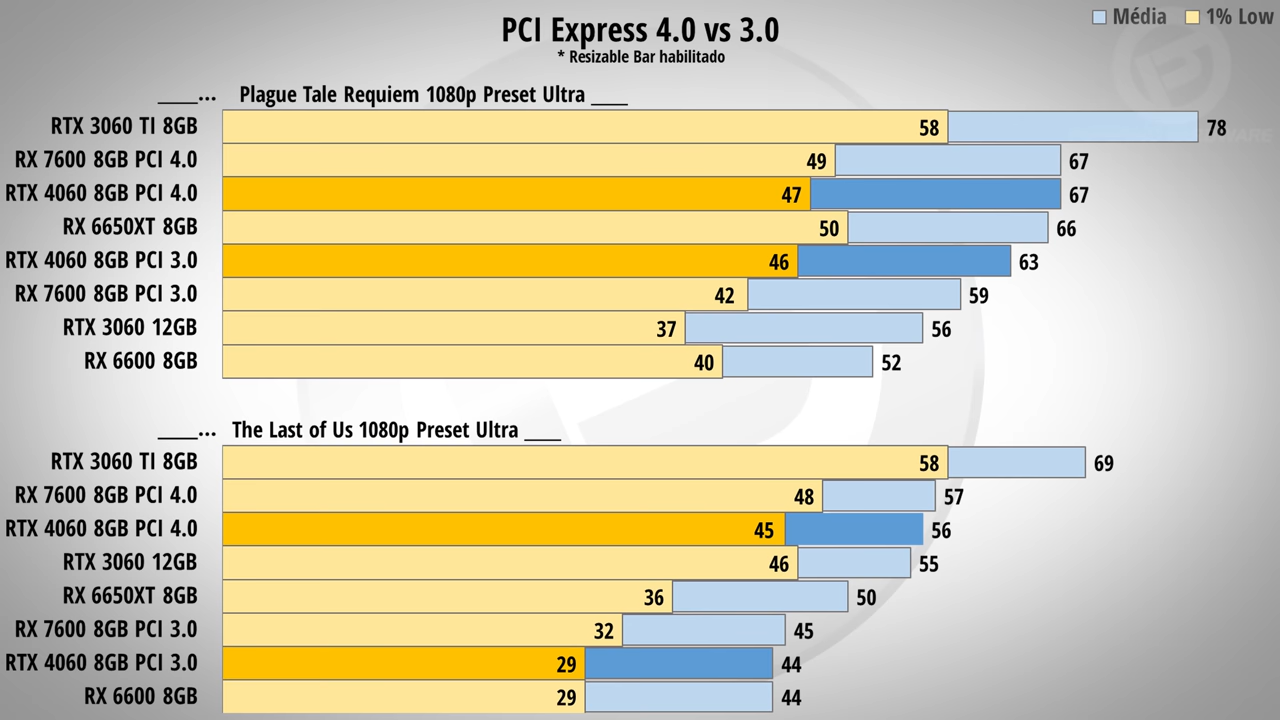 PCI Express 4.0 vs 3.0
* Resizable Bar habilitado
Média 1% Low
____... Plague Tale Requiem 1080p Preset Ultra ____
RTX 3060 TI 8GB 58 78
RX 7600 8GB PCI 4.0 49 67
RTX 4060 8GB PCI 4.0 47 67
RX 6650XT 8GB 50 66
RTX 4060 8GB PCI 3.0 46 63
RX 7600 8GB PCI 3.0 42 59
RTX 3060 12GB 37 56
RX 6600 8GB 40 52
____... The Last of Us 1080p Preset Ultra ____
RTX 3060 TI 8GB 58 69
RX 7600 8GB PCI 4.0 48 57
RTX 4060 8GB PCI 4.0 45 56
RTX 3060 12GB 46 55
RX 6650XT 8GB 36 50
RX 7600 8GB PCI 3.0 32 45
RTX 4060 8GB PCI 3.0 29 44
RX 6600 8GB 29 44